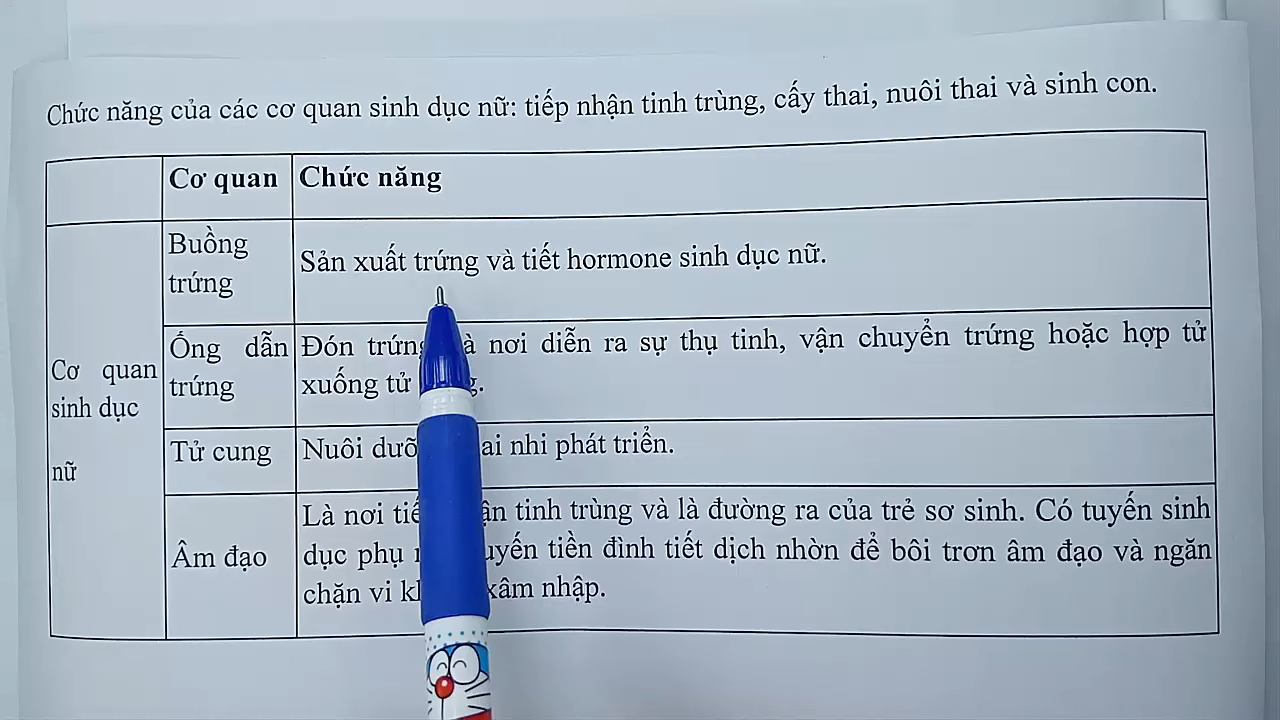 Chức năng của các cơ quan sinh dục nữ: tiếp nhận tinh trùng, cấy thai, nuôi thai và sinh con.
Cơ quan Chức năng
Buồng
trứng
Sản xuất trứng và tiết hormone sinh dục nữ.
Ống dẫn
trứng
Đón trứng nơi diễn ra sự thụ tinh, vận chuyển trứng hoặc hợp tử
xuống tử
Cơ quan
sinh dục
nữ
Tử cung
Nuôi nhi phát triển.
Âm đạo
Là nơi tinh trùng và là đường ra của trẻ sơ sinh. Có tuyến sinh
dục phụ tiền đình tiết dịch nhờn để bôi trơn âm đạo và ngăn
chặn vi xâm nhập.